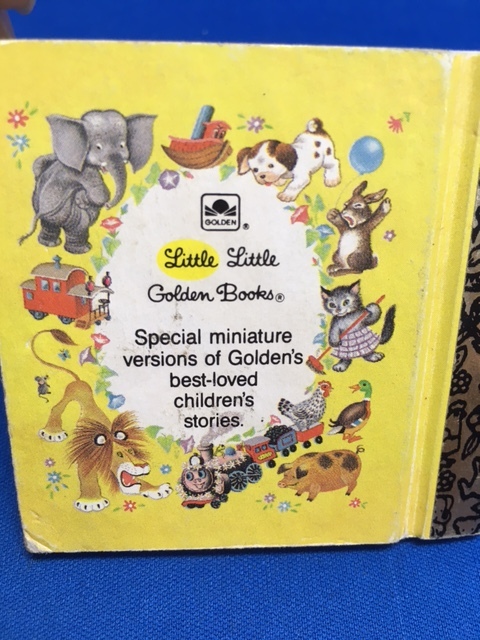 GOLDEN®
Little Little
Golden Books®
Special miniature
versions of Golden's
best-loved
children's
stories.